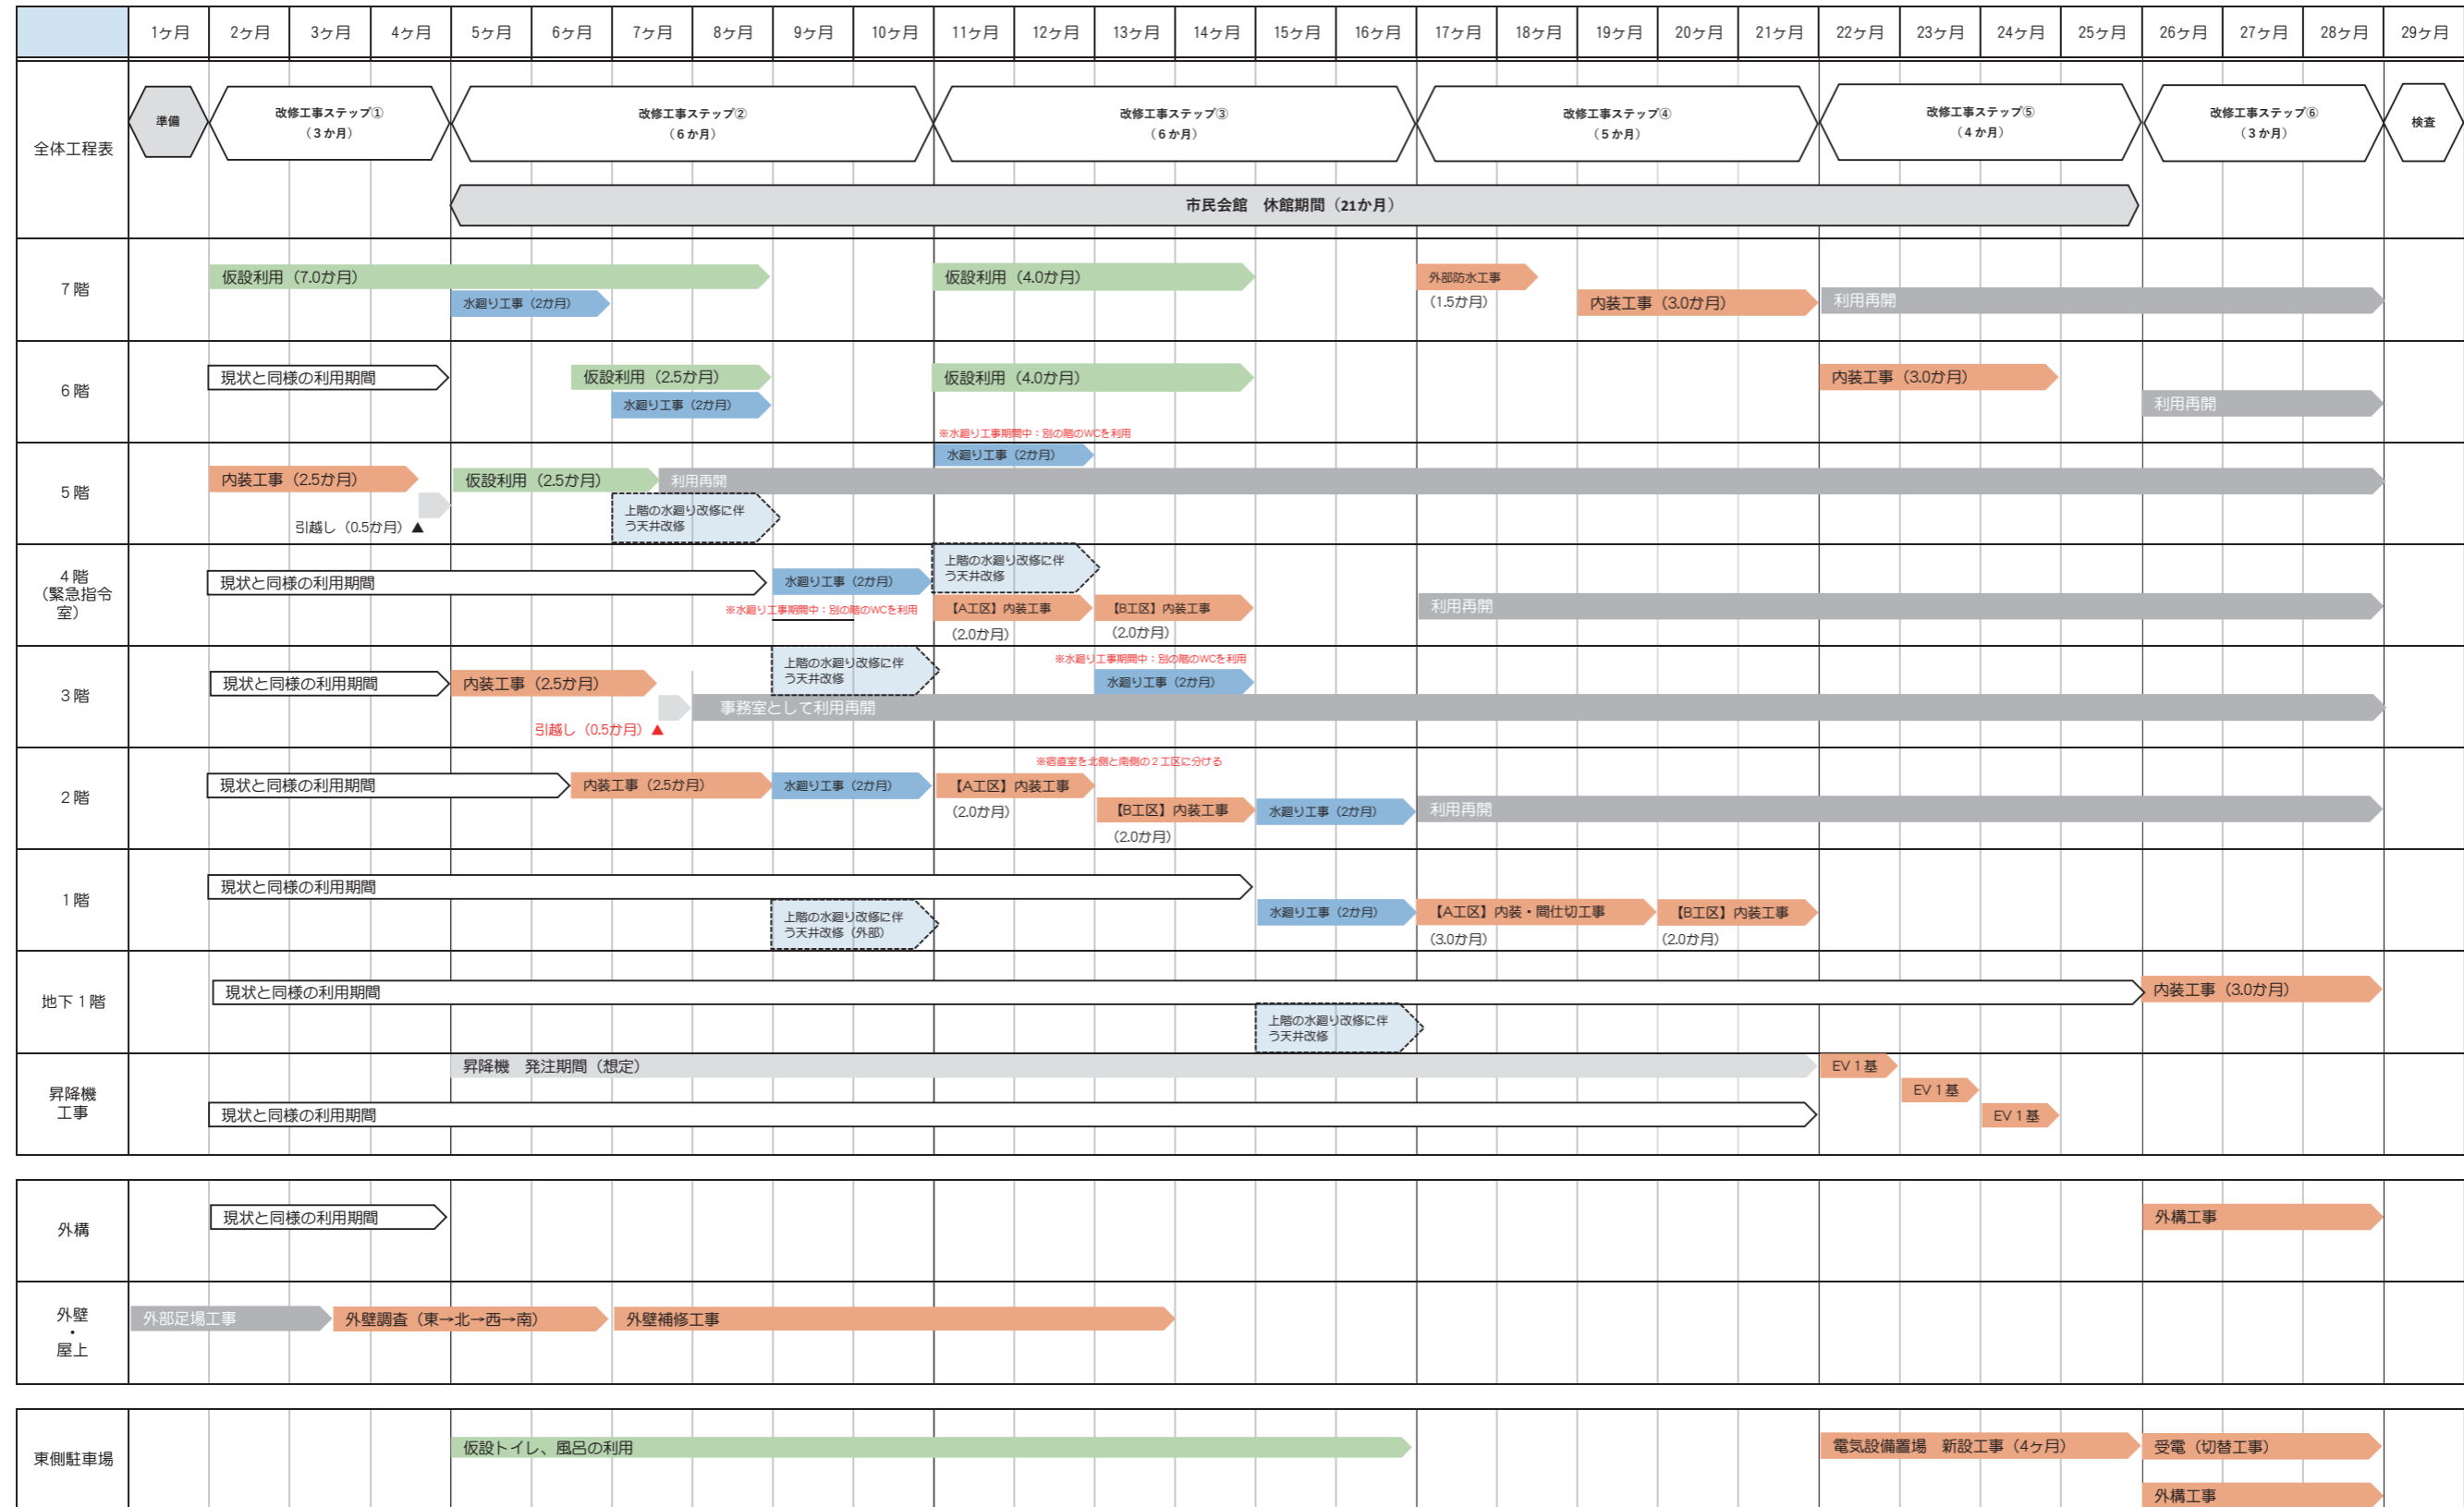 1ヶ月 2ヶ月 3ヶ月 4ヶ月 5ヶ月 6ヶ月 7ヶ月 8ヶ月 9ヶ月 10ヶ月 11ヶ月 12ヶ月 13ヶ月 14ヶ月 15ヶ月 16ヶ月 17ヶ月 18ヶ月 19ヶ月 20ヶ月 21ヶ月 22ヶ月 23ヶ月 24ヶ月 25ヶ月 26ヶ月 27ヶ月 28ヶ月 29ヶ月
全体工程表
準備
改修工事ステップ①
（３か月）
改修工事ステップ②
（６か月）
改修工事ステップ③
（６か月）
改修工事ステップ④
（５か月）
改修工事ステップ⑤
（４か月）
改修工事ステップ⑥
（３か月）
検査
市民会館　休館期間（21か月）
７階
仮設利用（7.0か月）
水廻り工事（2か月）
仮設利用（4.0か月）
外部防水工事
（1.5か月）
内装工事（3.0か月）
利用再開
６階
現状と同様の利用期間
仮設利用（2.5か月）
水廻り工事（2か月）
仮設利用（4.0か月）
内装工事（3.0か月）
利用再開
５階
内装工事（2.5か月）
引越し（0.5か月）▲
仮設利用（2.5か月）
利用再開
上階の水廻り改修に伴
う天井改修
※水廻り工事期間中：別の階のWCを利用
水廻り工事（2か月）
４階
（緊急指令
室）
現状と同様の利用期間
水廻り工事（2か月）
※水廻り工事期間中：別の階のWCを利用
上階の水廻り改修に伴
う天井改修
【A工区】内装工事
（2.0か月）
【B工区】内装工事
（2.0か月）
利用再開
３階
現状と同様の利用期間
内装工事（2.5か月）
引越し（0.5か月）▲
上階の水廻り改修に伴
う天井改修
事務室として利用再開
※水廻り工事期間中：別の階のWCを利用
水廻り工事（2か月）
２階
現状と同様の利用期間
内装工事（2.5か月）
水廻り工事（2か月）
※宿直室を北側と南側の２工区に分ける
【A工区】内装工事
（2.0か月）
【B工区】内装工事
（2.0か月）
水廻り工事（2か月）
利用再開
１階
現状と同様の利用期間
上階の水廻り改修に伴
う天井改修（外部）
水廻り工事（2か月）
【A工区】内装・間仕切工事
（3.0か月）
【B工区】内装工事
（2.0か月）
地下１階
現状と同様の利用期間
上階の水廻り改修に伴
う天井改修
内装工事（3.0か月）
昇降機
工事
昇降機　発注期間（想定）
現状と同様の利用期間
EV１基
EV１基
EV１基
外構
現状と同様の利用期間
外構工事
外壁
・
屋上
外部足場工事
外壁調査（東→北→西→南）
外壁補修工事
東側駐車場
仮設トイレ、風呂の利用
電気設備置場　新設工事（4ヶ月）
受電（切替工事）
外構工事